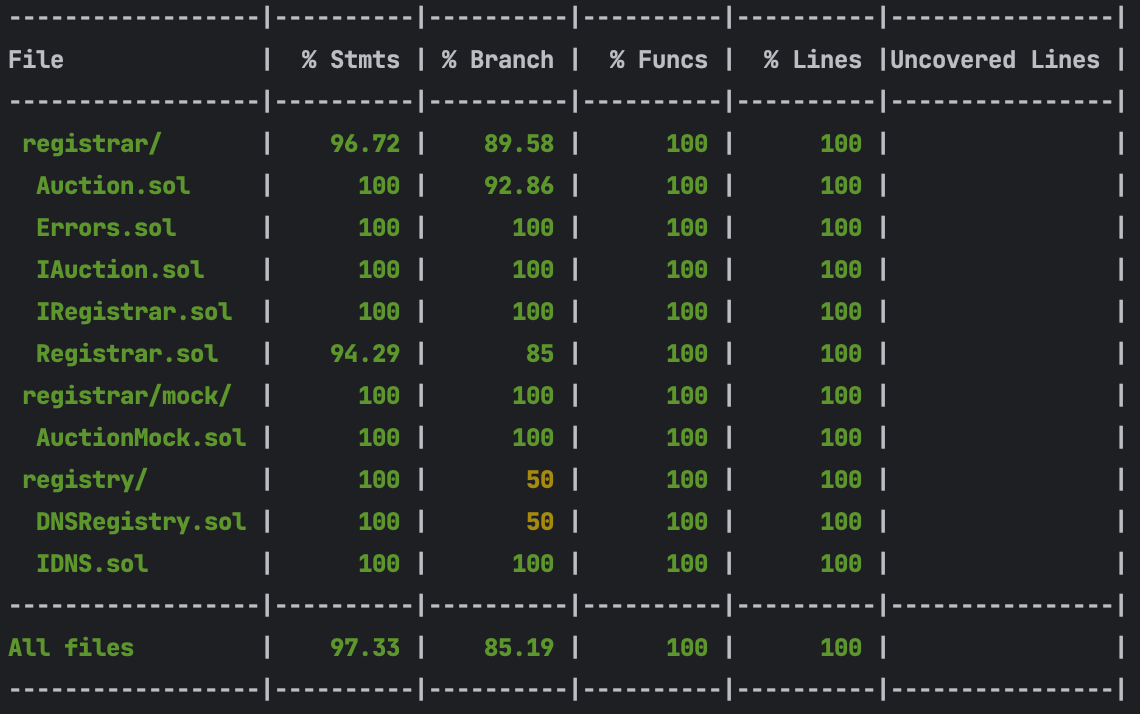 ------------------|----------|----------|----------|----------|----------------|
File              |  % Stmts | % Branch |  % Funcs |  % Lines |Uncovered Lines |
------------------|----------|----------|----------|----------|----------------|
 registrar/       |    96.72 |    89.58 |      100 |      100 |                |
  Auction.sol     |      100 |    92.86 |      100 |      100 |                |
  Errors.sol      |      100 |      100 |      100 |      100 |                |
  IAuction.sol    |      100 |      100 |      100 |      100 |                |
  IRegistrar.sol  |      100 |      100 |      100 |      100 |                |
  Registrar.sol   |    94.29 |       85 |      100 |      100 |                |
 registrar/mock/  |      100 |      100 |      100 |      100 |                |
  AuctionMock.sol |      100 |      100 |      100 |      100 |                |
 registry/        |      100 |       50 |      100 |      100 |                |
  DNSRegistry.sol |      100 |       50 |      100 |      100 |                |
  IDNS.sol        |      100 |      100 |      100 |      100 |                |
------------------|----------|----------|----------|----------|----------------|
All files         |    97.33 |    85.19 |      100 |      100 |                |
------------------|----------|----------|----------|----------|----------------|